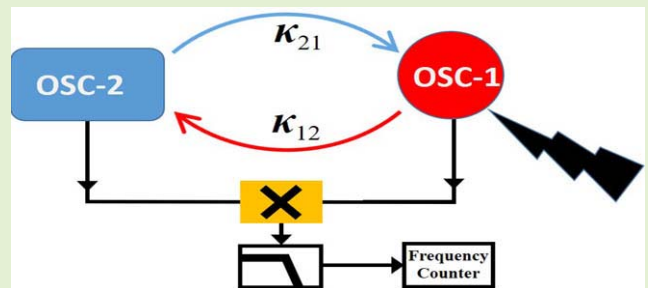 κ21
OSC-2
OSC-1
κ12
Frequency
Counter